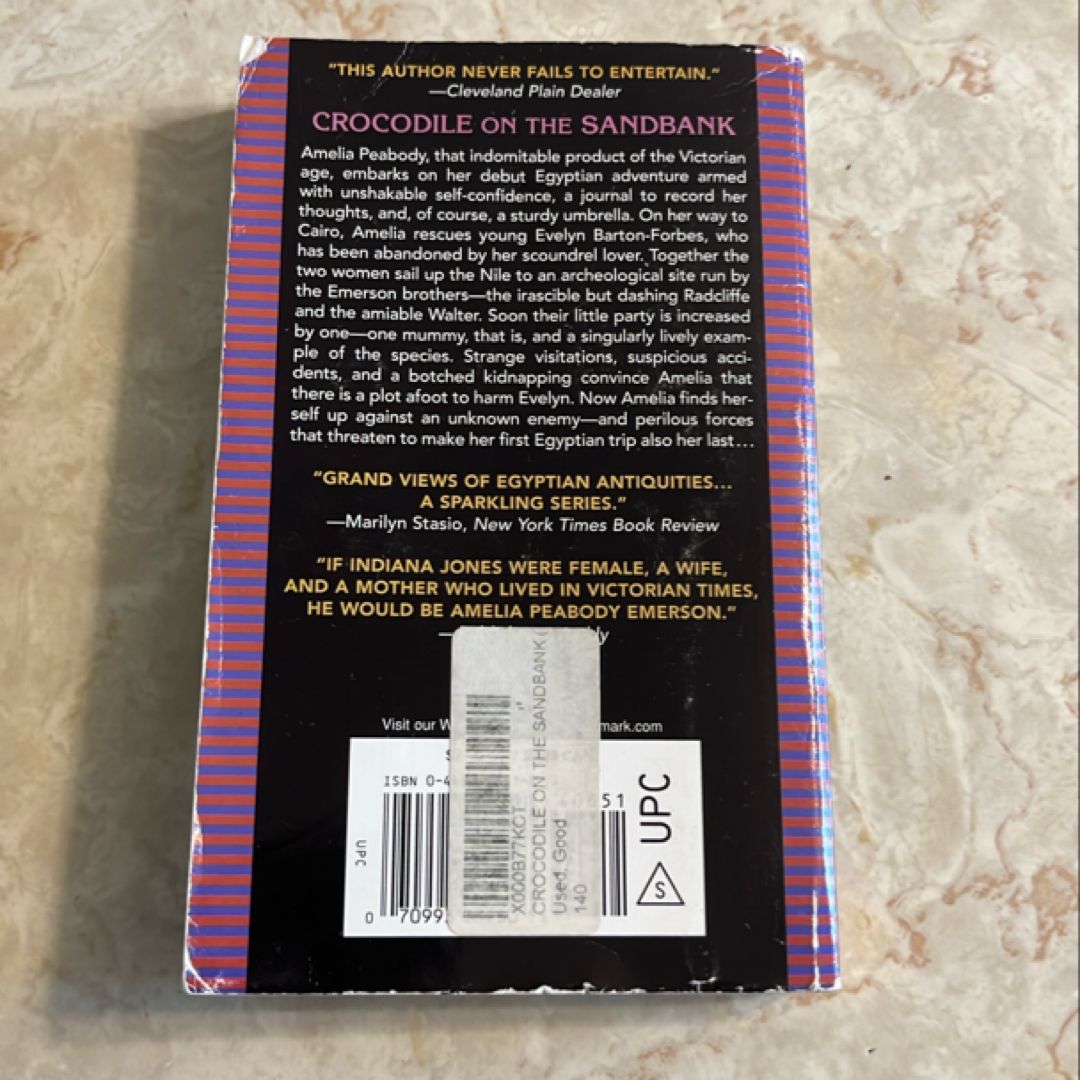 "THIS AUTHOR NEVER FAILS TO ENTERTAIN."
—Cleveland Plain Dealer
CROCODILE ON THE SANDBANK
Amelia Peabody, that indomitable product of the Victorian
age, embarks on her debut Egyptian adventure armed
with unshakable self-confidence, a journal to record her
thoughts, and, of course, a sturdy umbrella. On her way to
Cairo, Amelia rescues young Evelyn Barton-Forbes, who
has been abandoned by her scoundrel lover. Together the
two women sail up the Nile to an archeological site run by
the Emerson brothers—the irascible but dashing Radcliffe
and the amiable Walter. Soon their little party is increased
by one—one mummy, that is, and a singularly lively exam-
ple of the species. Strange visitations, suspicious acci-
dents, and a botched kidnapping convince Amelia that
there is a plot afoot to harm Evelyn. Now Amelia finds her-
self up against an unknown enemy—and perilous forces
that threaten to make her first Egyptian trip also her last...
"GRAND VIEWS OF EGYPTIAN ANTIQUITIES...
A SPARKLING SERIES."
—Marilyn Stasio, New York Times Book Review
"IF INDIANA JONES WERE FEMALE, A WIFE,
AND A MOTHER WHO LIVED IN VICTORIAN TIMES,
HE WOULD BE AMELIA PEABODY EMERSON."
Visit our W mark.com
ISBN 0-4
51
UPC
UPC
S
0 7099
X000B77KCT
CROCODILE ON THE SANDBANK (
Used. Good
140